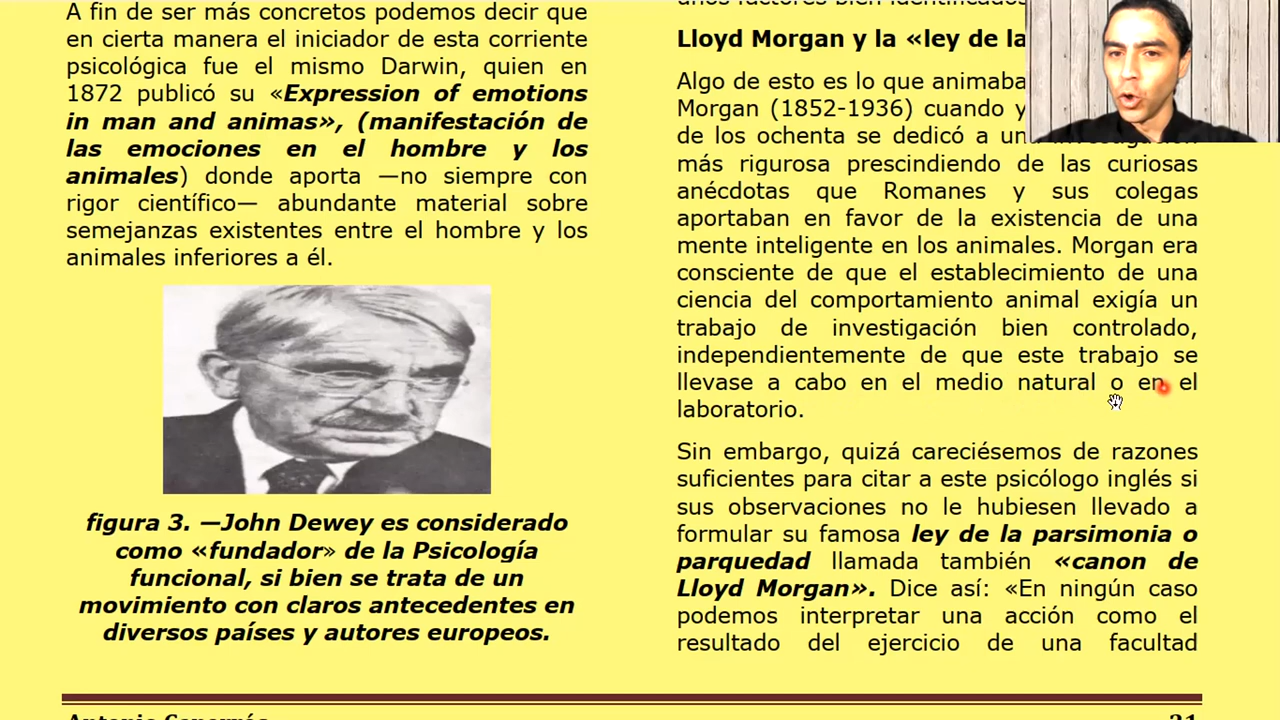 A fin de ser más concretos podemos decir que
en cierta manera el iniciador de esta corriente
psicológica fue el mismo Darwin, quien en
1872 publicó su «Expression of emotions
in man and animas», (manifestación de
las emociones en el hombre y los
animales) donde aporta —no siempre con
rigor científico— abundante material sobre
semejanzas existentes entre el hombre y los
animales inferiores a él.
figura 3. —John Dewey es considerado
como «fundador» de la Psicología
funcional, si bien se trata de un
movimiento con claros antecedentes en
diversos países y autores europeos.
Lloyd Morgan y la «ley de la
Algo de esto es lo que animaba
Morgan (1852-1936) cuando y
de los ochenta se dedicó a una investigación
más rigurosa prescindiendo de las curiosas
anécdotas que Romanes y sus colegas
aportaban en favor de la existencia de una
mente inteligente en los animales. Morgan era
consciente de que el establecimiento de una
ciencia del comportamiento animal exigía un
trabajo de investigación bien controlado,
independientemente de que este trabajo se
llevase a cabo en el medio natural o en el
laboratorio.
Sin embargo, quizá careciésemos de razones
suficientes para citar a este psicólogo inglés si
sus observaciones no le hubiesen llevado a
formular su famosa ley de la parsimonia o
parquedad llamada también «canon de
Lloyd Morgan». Dice así: «En ningún caso
podemos interpretar una acción como el
resultado del ejercicio de una facultad